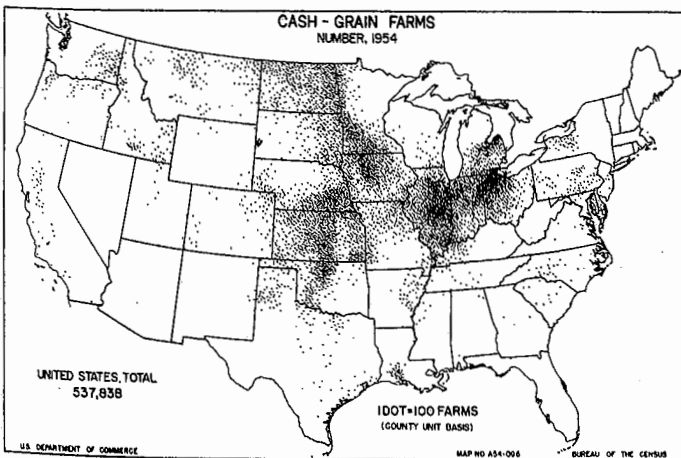 CASH - GRAIN FARMS
NUMBER, 1954
UNITED STATES, TOTAL
537,838
1 DOT=100 FARMS
(COUNTY UNIT BASIS)
U.S. DEPARTMENT OF COMMERCE
MAP NO A54-096
BUREAU OF THE CENSUS